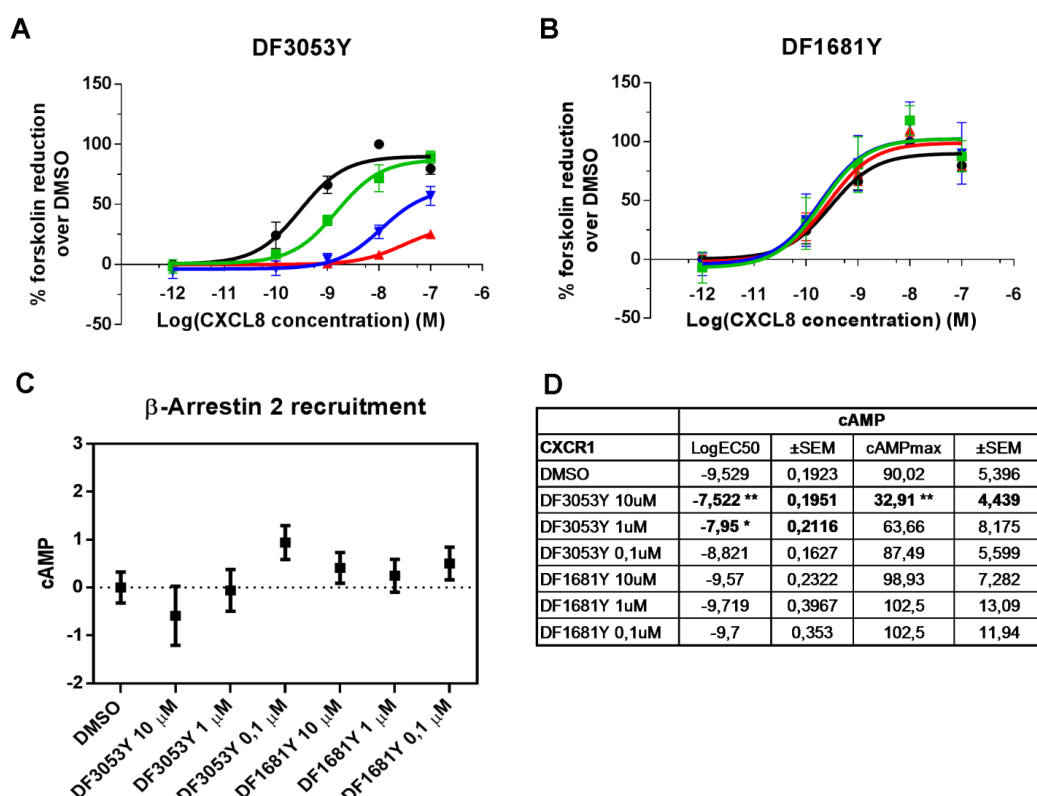 A
DF3053Y
% forskolin reduction
over DMSO
150
100
50
0
-50
-12 -11 -10 -9 -8 -7 -6
Log(CXCL8 concentration) (M)
B
DF1681Y
% forskolin reduction
over DMSO
150
100
50
0
-50
-12 -11 -10 -9 -8 -7 -6
Log(CXCL8 concentration) (M)
C
β-Arrestin 2 recruitment
cAMP
3
2
1
0
-1
-2
DMSO
DF3053Y 10 μM
DF3053Y 1 μM
DF3053Y 0,1 μM
DF1681Y 10 μM
DF1681Y 1 μM
DF1681Y 0,1 μM
D
cAMP
CXCR1 LogEC50 ±SEM cAMPmax ±SEM
DMSO -9,529 0,1923 90,02 5,396
DF3053Y 10uM -7,522 ** 0,1951 32,91 ** 4,439
DF3053Y 1uM -7,95 * 0,2116 63,66 8,175
DF3053Y 0,1uM -8,821 0,1627 87,49 5,599
DF1681Y 10uM -9,57 0,2322 98,93 7,282
DF1681Y 1uM -9,719 0,3967 102,5 13,09
DF1681Y 0,1uM -9,7 0,353 102,5 11,94